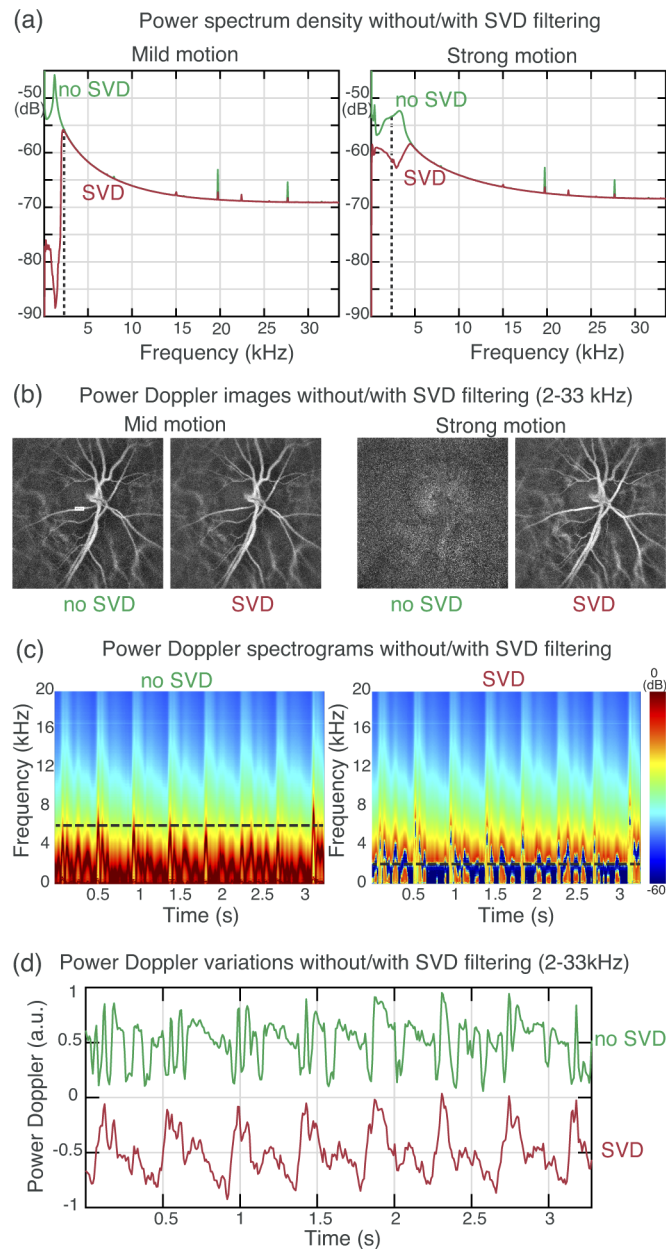 (a) Power spectrum density without/with SVD filtering
Mild motion Strong motion
-50
(dB)
-60
-70
-80
-90
no SVD
SVD
5 10 15 20 25 30
Frequency (kHz)
-50
(dB)
-60
-70
-80
-90
no SVD
SVD
5 10 15 20 25 30
Frequency (kHz)
(b) Power Doppler images without/with SVD filtering (2-33 kHz)
Mid motion Strong motion
no SVD SVD no SVD SVD
(c) Power Doppler spectrograms without/with SVD filtering
no SVD SVD
Frequency (kHz)
20
16
12
8
4
0
0.5 1 1.5 2 2.5 3
Time (s)
Frequency (kHz)
20
16
12
8
4
0
0.5 1 1.5 2 2.5 3
Time (s)
0
(dB)
-60
(d) Power Doppler variations without/with SVD filtering (2-33kHz)
Power Doppler (a.u.)
1
0.5
0
-0.5
-1
no SVD
SVD
0.5 1 1.5 2 2.5 3
Time (s)